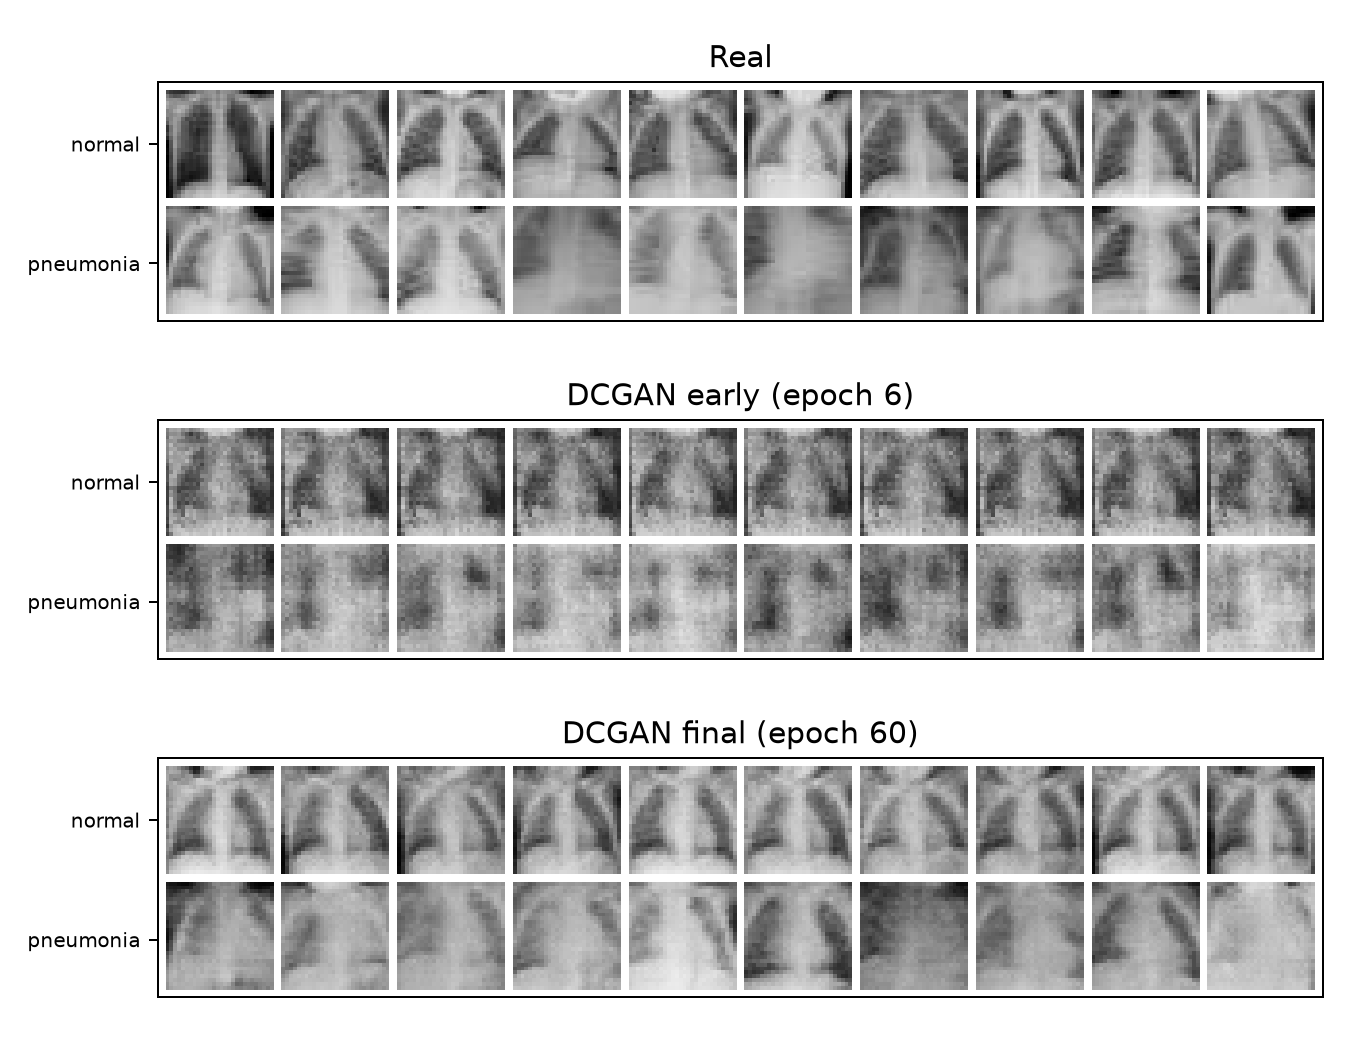 Real
normal
pneumonia
DCGAN early (epoch 6)
normal
pneumonia
DCGAN final (epoch 60)
normal
pneumonia